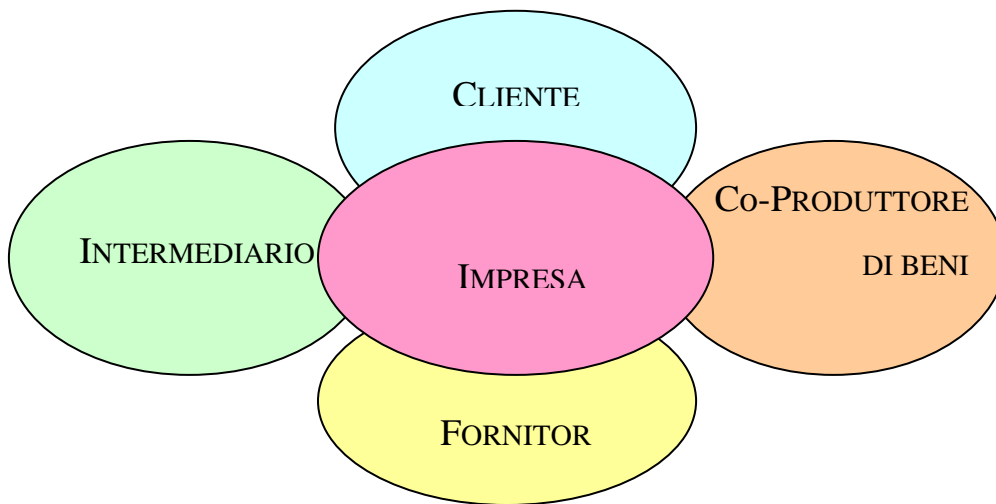 CLIENTE
INTERMEDIARIO
IMPRESA
CO-PRODUTTORE
DI BENI
FORNITOR